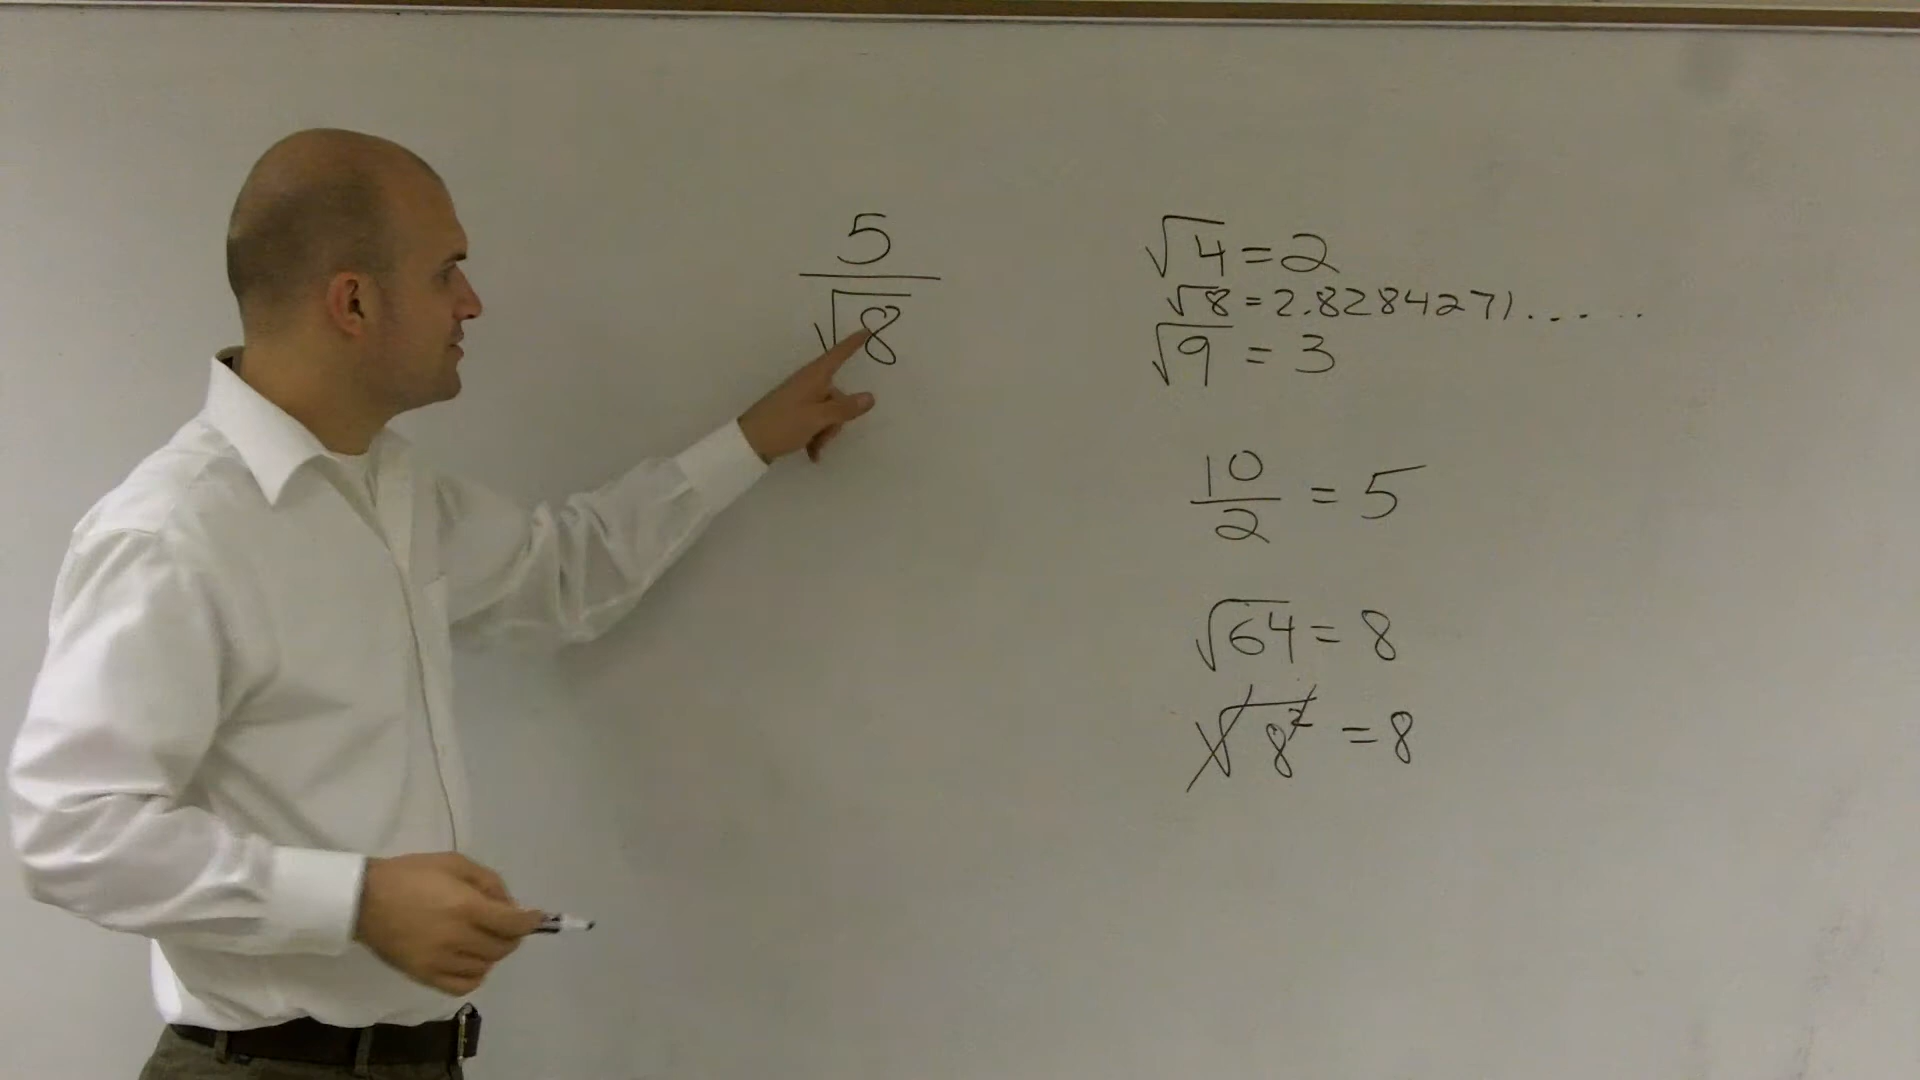 5
√8
√4 = 2
√8 = 2.8284271.....
√9 = 3
10
2
= 5
√64 = 8
√8² = 8